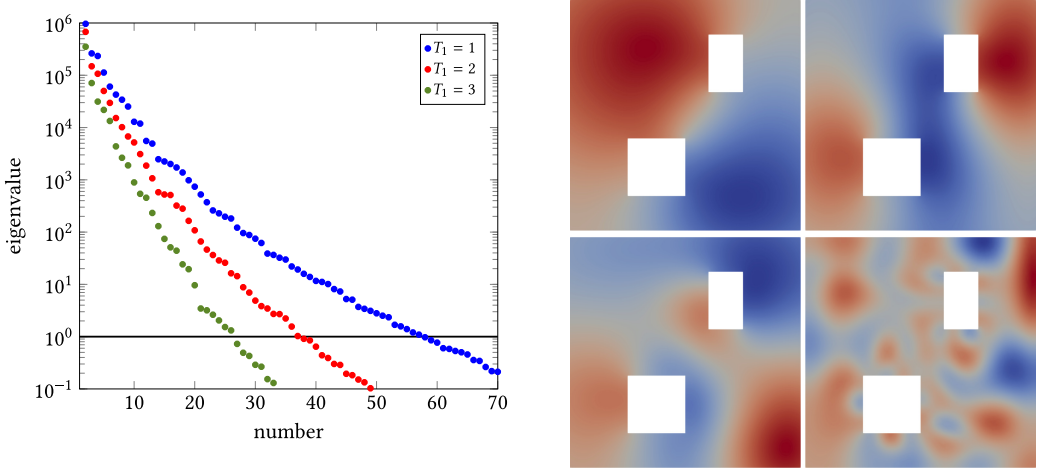 10^6
10^5
10^4
10^3
10^2
10^1
10^0
10^−1
eigenvalue
T_1 = 1
T_1 = 2
T_1 = 3
10 20 30 40 50 60 70
number